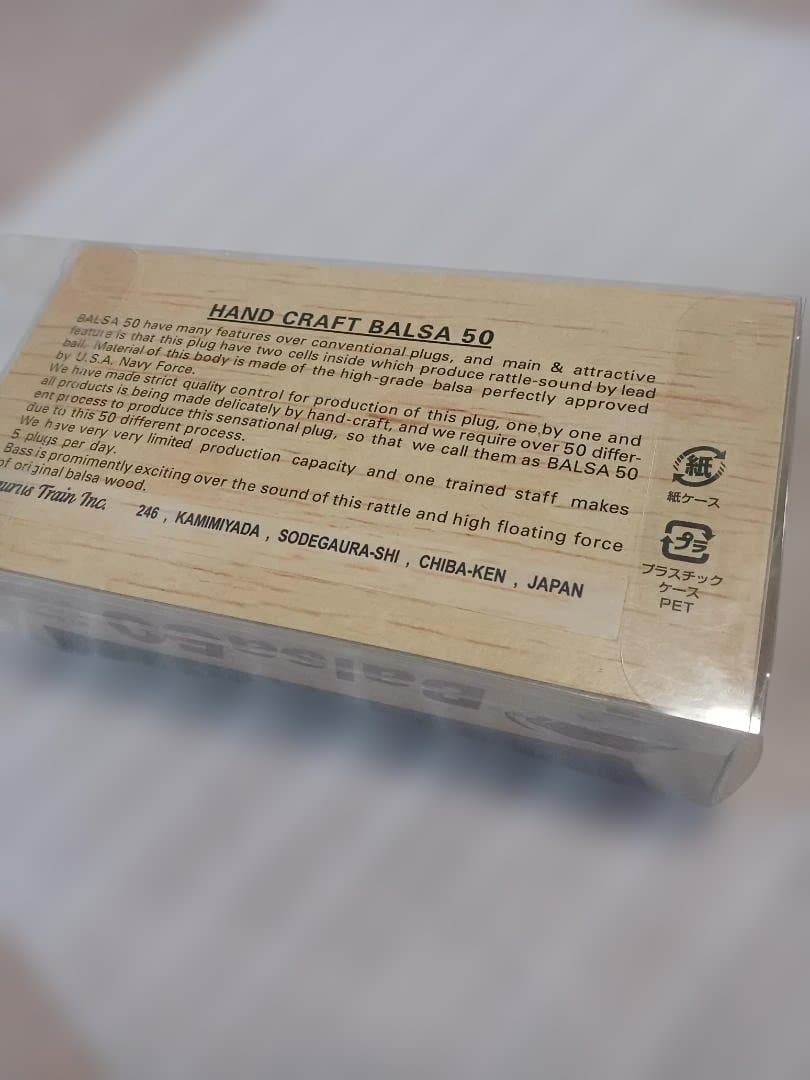 HAND CRAFT BALSA 50
BALSA 50 have many features over conventional plugs, and main & attractive
feature is that this plug have two cells inside which produce rattle-sound by lead
ball. Material of this body is made of the high-grade balsa perfectly approved
by U.S.A. Navy Force.
We have made strict quality control for production of this plug, one,by one and
all products is being made delicately by hand-craft, and we require over 50 differ-
ent process to produce this sensational plug, so that we call them as BALSA 50
due to this 50 different process.
We have very very limited production capacity and one trained staff makes
5 plugs per day.
Bass is promimently exciting over the sound of this rattle and high floating force
of original balsa wood.
Train Inc.
246 , KAMIMIYADA , SODEGAURA-SHI , CHIBA-KEN , JAPAN
紙
紙ケース
プラ
プラスチック
ケース
PET
Balsa50